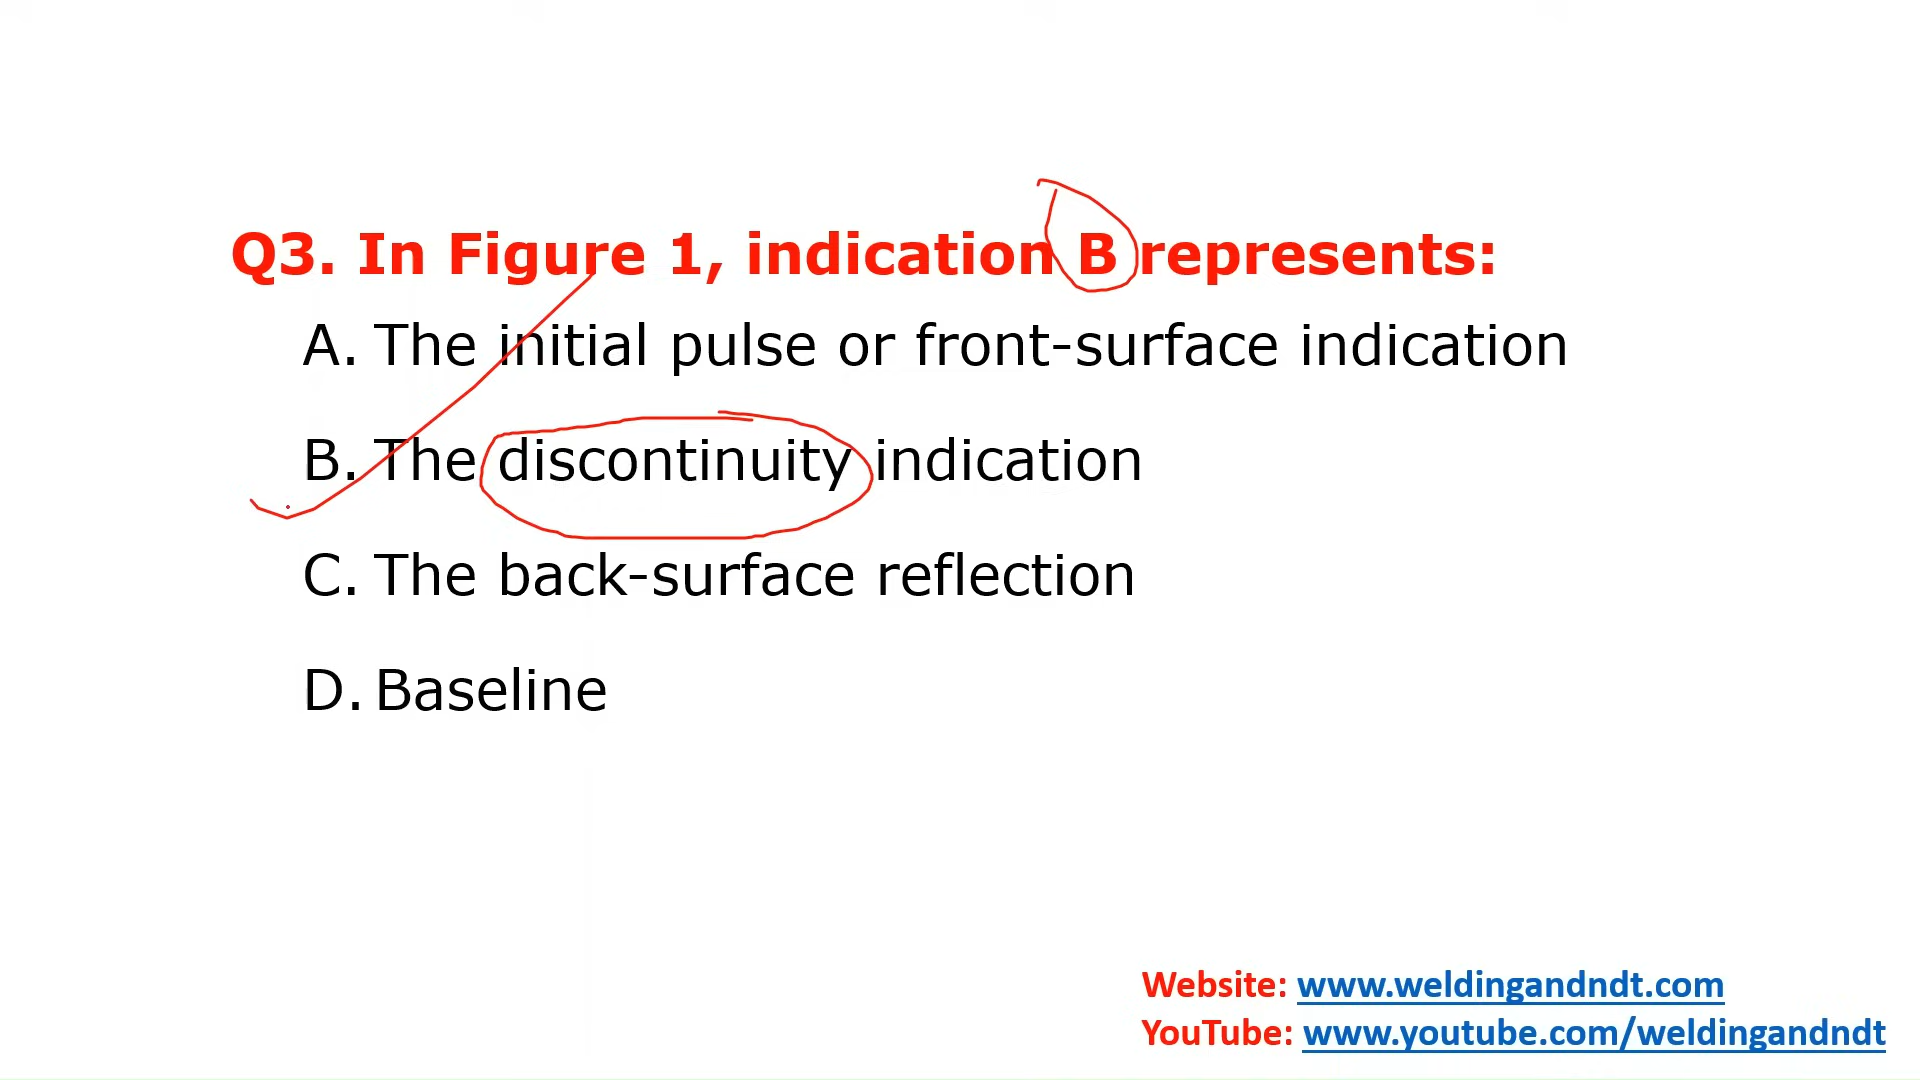 Q3. In Figure 1, indication B represents:
A. The initial pulse or front-surface indication
B. The discontinuity indication
C. The back-surface reflection
D. Baseline
Website: www.weldingandndt.com
YouTube: www.youtube.com/weldingandndt